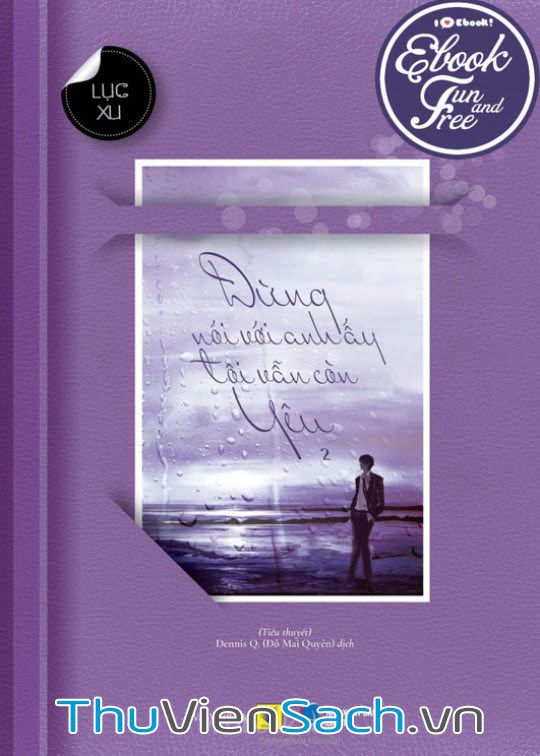 LỤC
XU
I Ebook!
Ebook
Fun
and
Free
Đừng
nói với anh ấy
tôi vẫn còn
Yêu
2
(Tiểu thuyết)
Dennis Q. (Đỗ Mai Quyên) dịch
ThuVienSach.vn